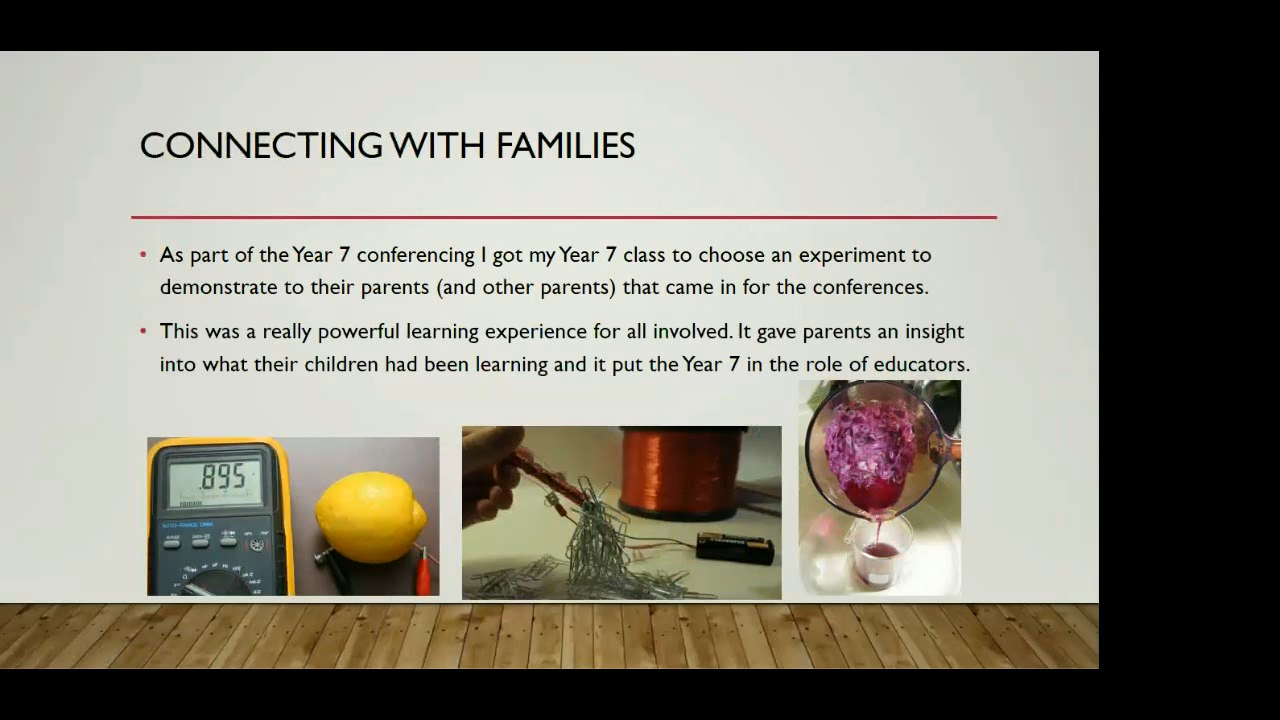 CONNECTING WITH FAMILIES
• As part of the Year 7 conferencing I got my Year 7 class to choose an experiment to
demonstrate to their parents (and other parents) that came in for the conferences.
• This was a really powerful learning experience for all involved. It gave parents an insight
into what their children had been learning and it put the Year 7 in the role of educators.
.895
AUTO-RANGE DMM